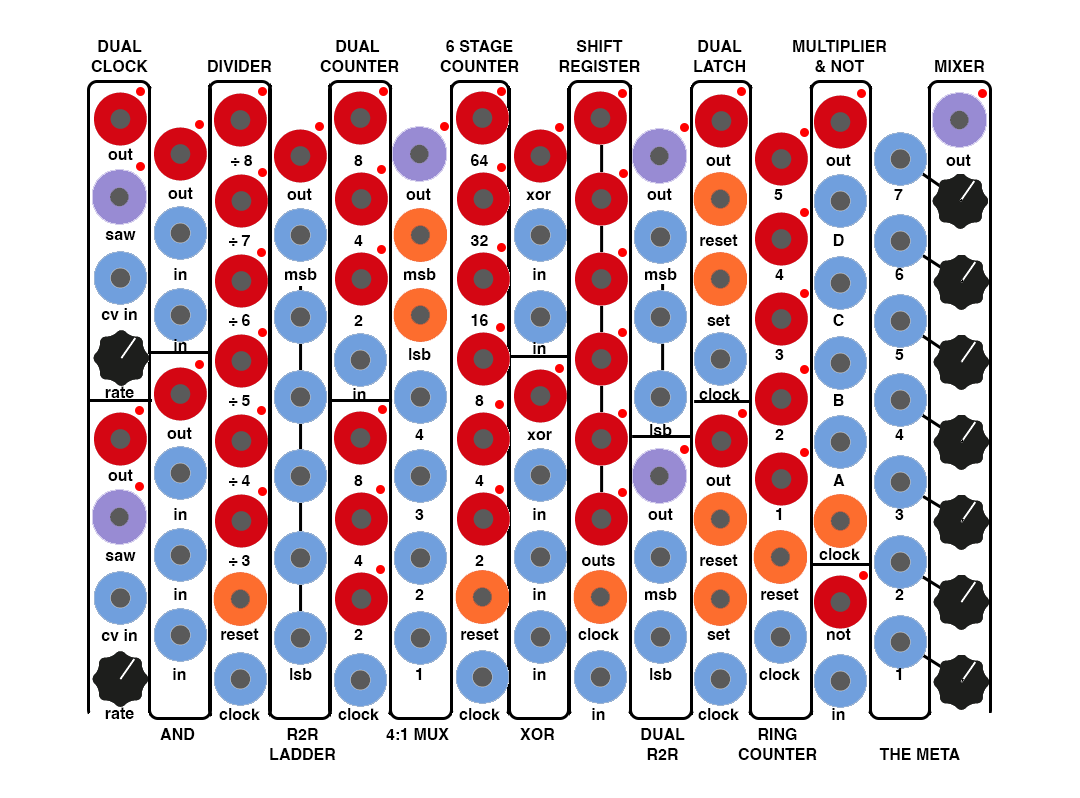 DUAL
CLOCK
DIVIDER
DUAL
COUNTER
6 STAGE
COUNTER
SHIFT
REGISTER
DUAL
LATCH
MULTIPLIER
& NOT
MIXER
out
saw
cv in
rate
out
saw
cv in
rate
out
in
in
out
in
in
in
÷ 8
÷ 7
÷ 6
÷ 5
÷ 4
÷ 3
reset
clock
out
msb
lsb
8
4
2
in
8
4
2
clock
out
msb
lsb
4
3
2
1
64
32
16
8
4
2
reset
clock
xor
in
in
xor
in
in
in
outs
clock
in
out
msb
lsb
out
msb
lsb
out
reset
set
clock
out
reset
set
clock
5
4
3
2
1
reset
clock
out
D
C
B
A
clock
not
in
7
6
5
4
3
2
1
out
AND
R2R
LADDER
4:1 MUX
XOR
DUAL
R2R
RING
COUNTER
THE META